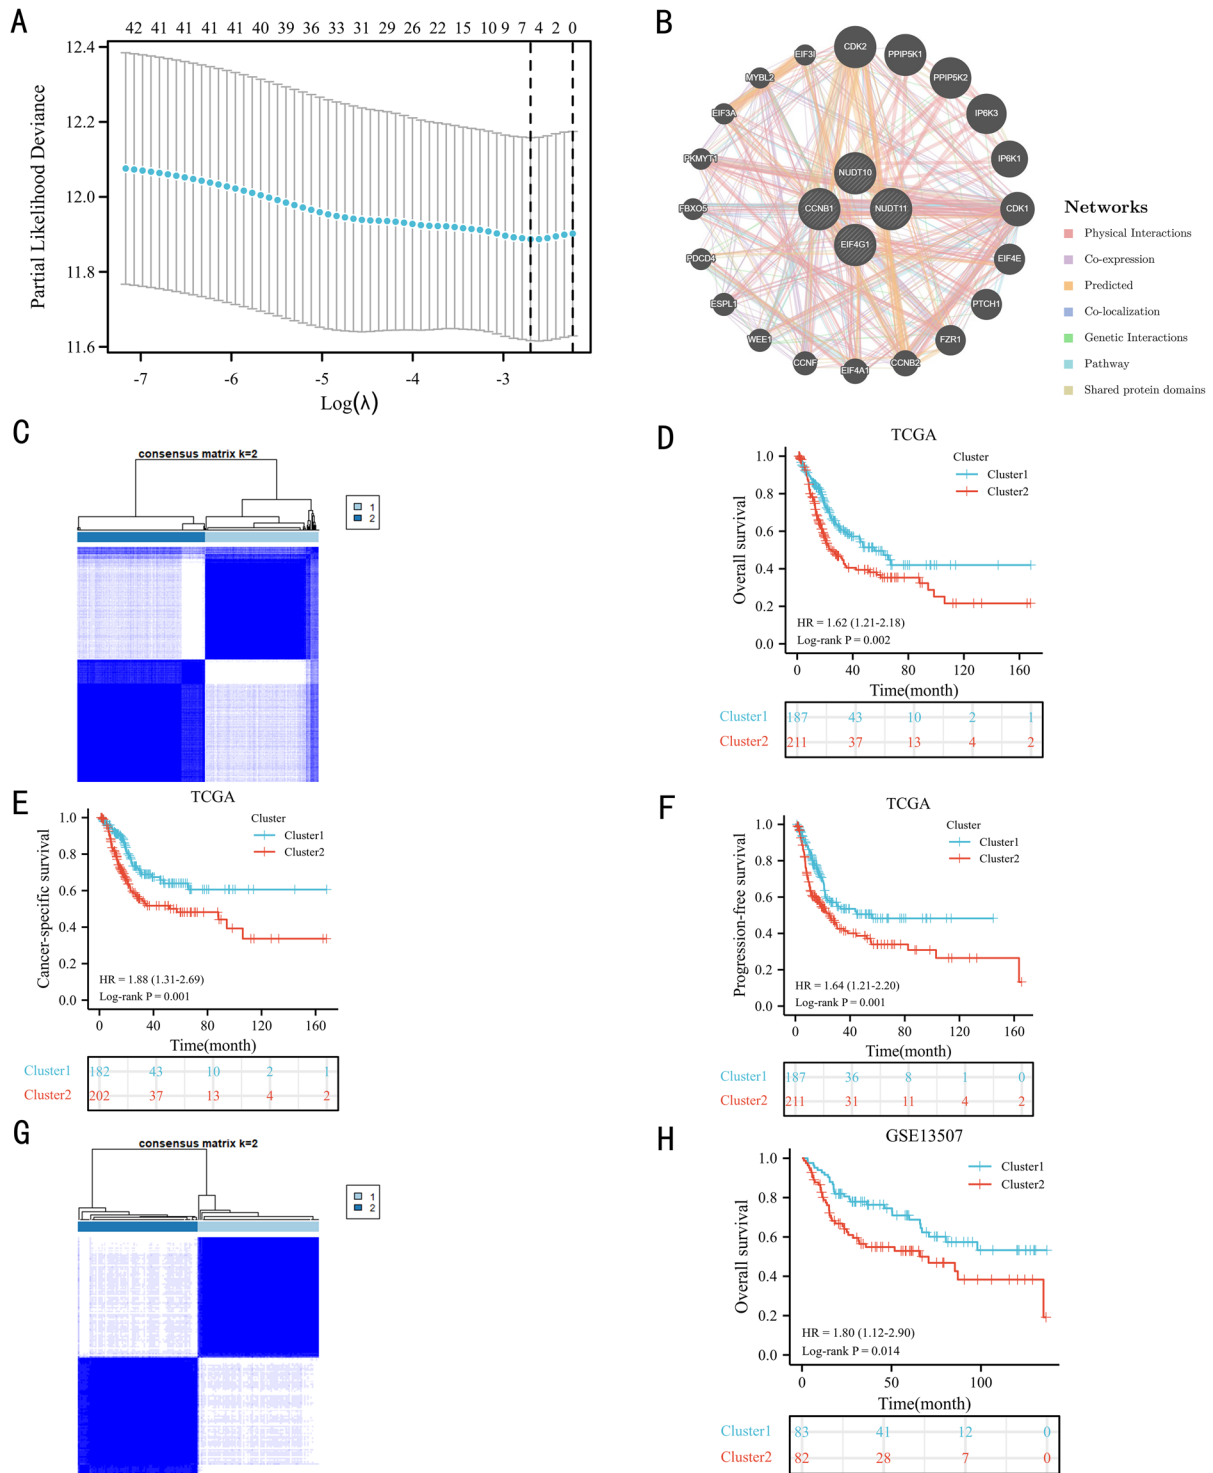 A
42 41 41 41 41 40 39 36 33 31 29 26 22 15 10 9 7 4 2 0
12.4
12.2
12.0
11.8
11.6
Partial Likelihood Deviance
-7 -6 -5 -4 -3
Log(λ)
B
CDK2
PPIP5K1
PPIP5K2
IP6K3
IP6K1
CDK1
EIF4E
PTCH1
FZR1
CCNB2
EIF4A1
CCNF
WEE1
ESPL1
PDCD4
FBXO5
PKMYT1
EIF3A
MYBL2
EIF3I
NUDT10
CCNB1
NUDT11
EIF4G1
Networks
Physical Interactions
Co-expression
Predicted
Co-localization
Genetic Interactions
Pathway
Shared protein domains
C
consensus matrix k=2
1
2
D
TCGA
Cluster
Cluster1
Cluster2
1.0
0.8
0.6
0.4
0.2
0.0
Overall survival
HR = 1.62 (1.21-2.18)
Log-rank P = 0.002
0 40 80 120 160
Time(month)
Cluster1 187 43 10 2 1
Cluster2 211 37 13 4 2
E
TCGA
Cluster
Cluster1
Cluster2
1.0
0.8
0.6
0.4
0.2
0.0
Cancer-specific survival
HR = 1.88 (1.31-2.69)
Log-rank P = 0.001
0 40 80 120 160
Time(month)
Cluster1 182 43 10 2 1
Cluster2 202 37 13 4 2
F
TCGA
Cluster
Cluster1
Cluster2
1.0
0.8
0.6
0.4
0.2
0.0
Progression-free survival
HR = 1.64 (1.21-2.20)
Log-rank P = 0.001
0 40 80 120 160
Time(month)
Cluster1 187 36 8 1 0
Cluster2 211 31 11 4 2
G
consensus matrix k=2
1
2
H
GSE13507
Cluster1
Cluster2
1.0
0.8
0.6
0.4
0.2
0.0
Overall survival
HR = 1.80 (1.12-2.90)
Log-rank P = 0.014
0 50 100
Time(month)
Cluster1 83 41 12 0
Cluster2 82 28 7 0